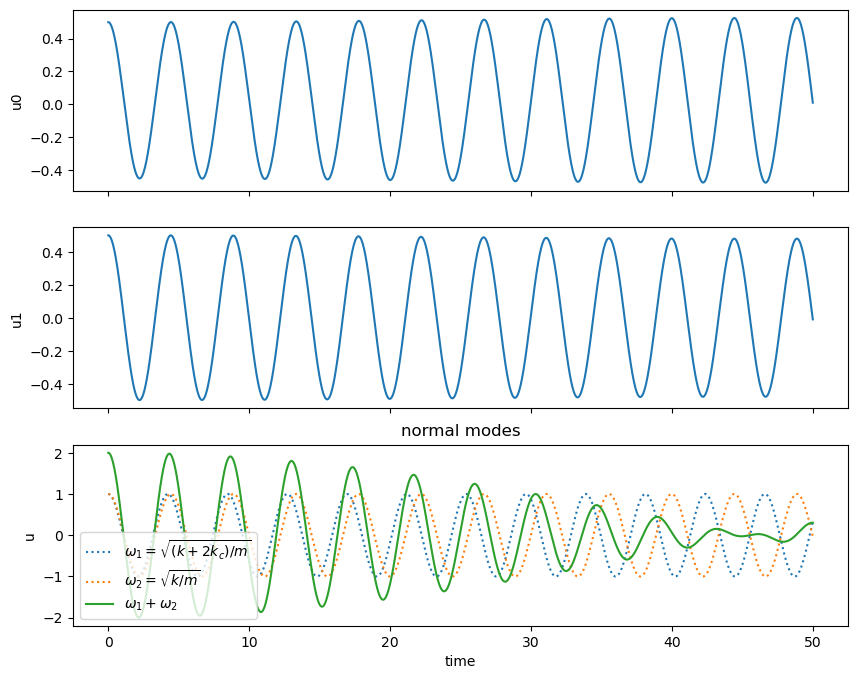 0.4
0.2
0.0
−0.2
−0.4
u0
0.4
0.2
0.0
−0.2
−0.4
u1
normal modes
2
1
0
−1
−2
u
ω₁ = √(k + 2k_c)/m
ω₂ = √k/m
ω₁ + ω₂
0 10 20 30 40 50
time